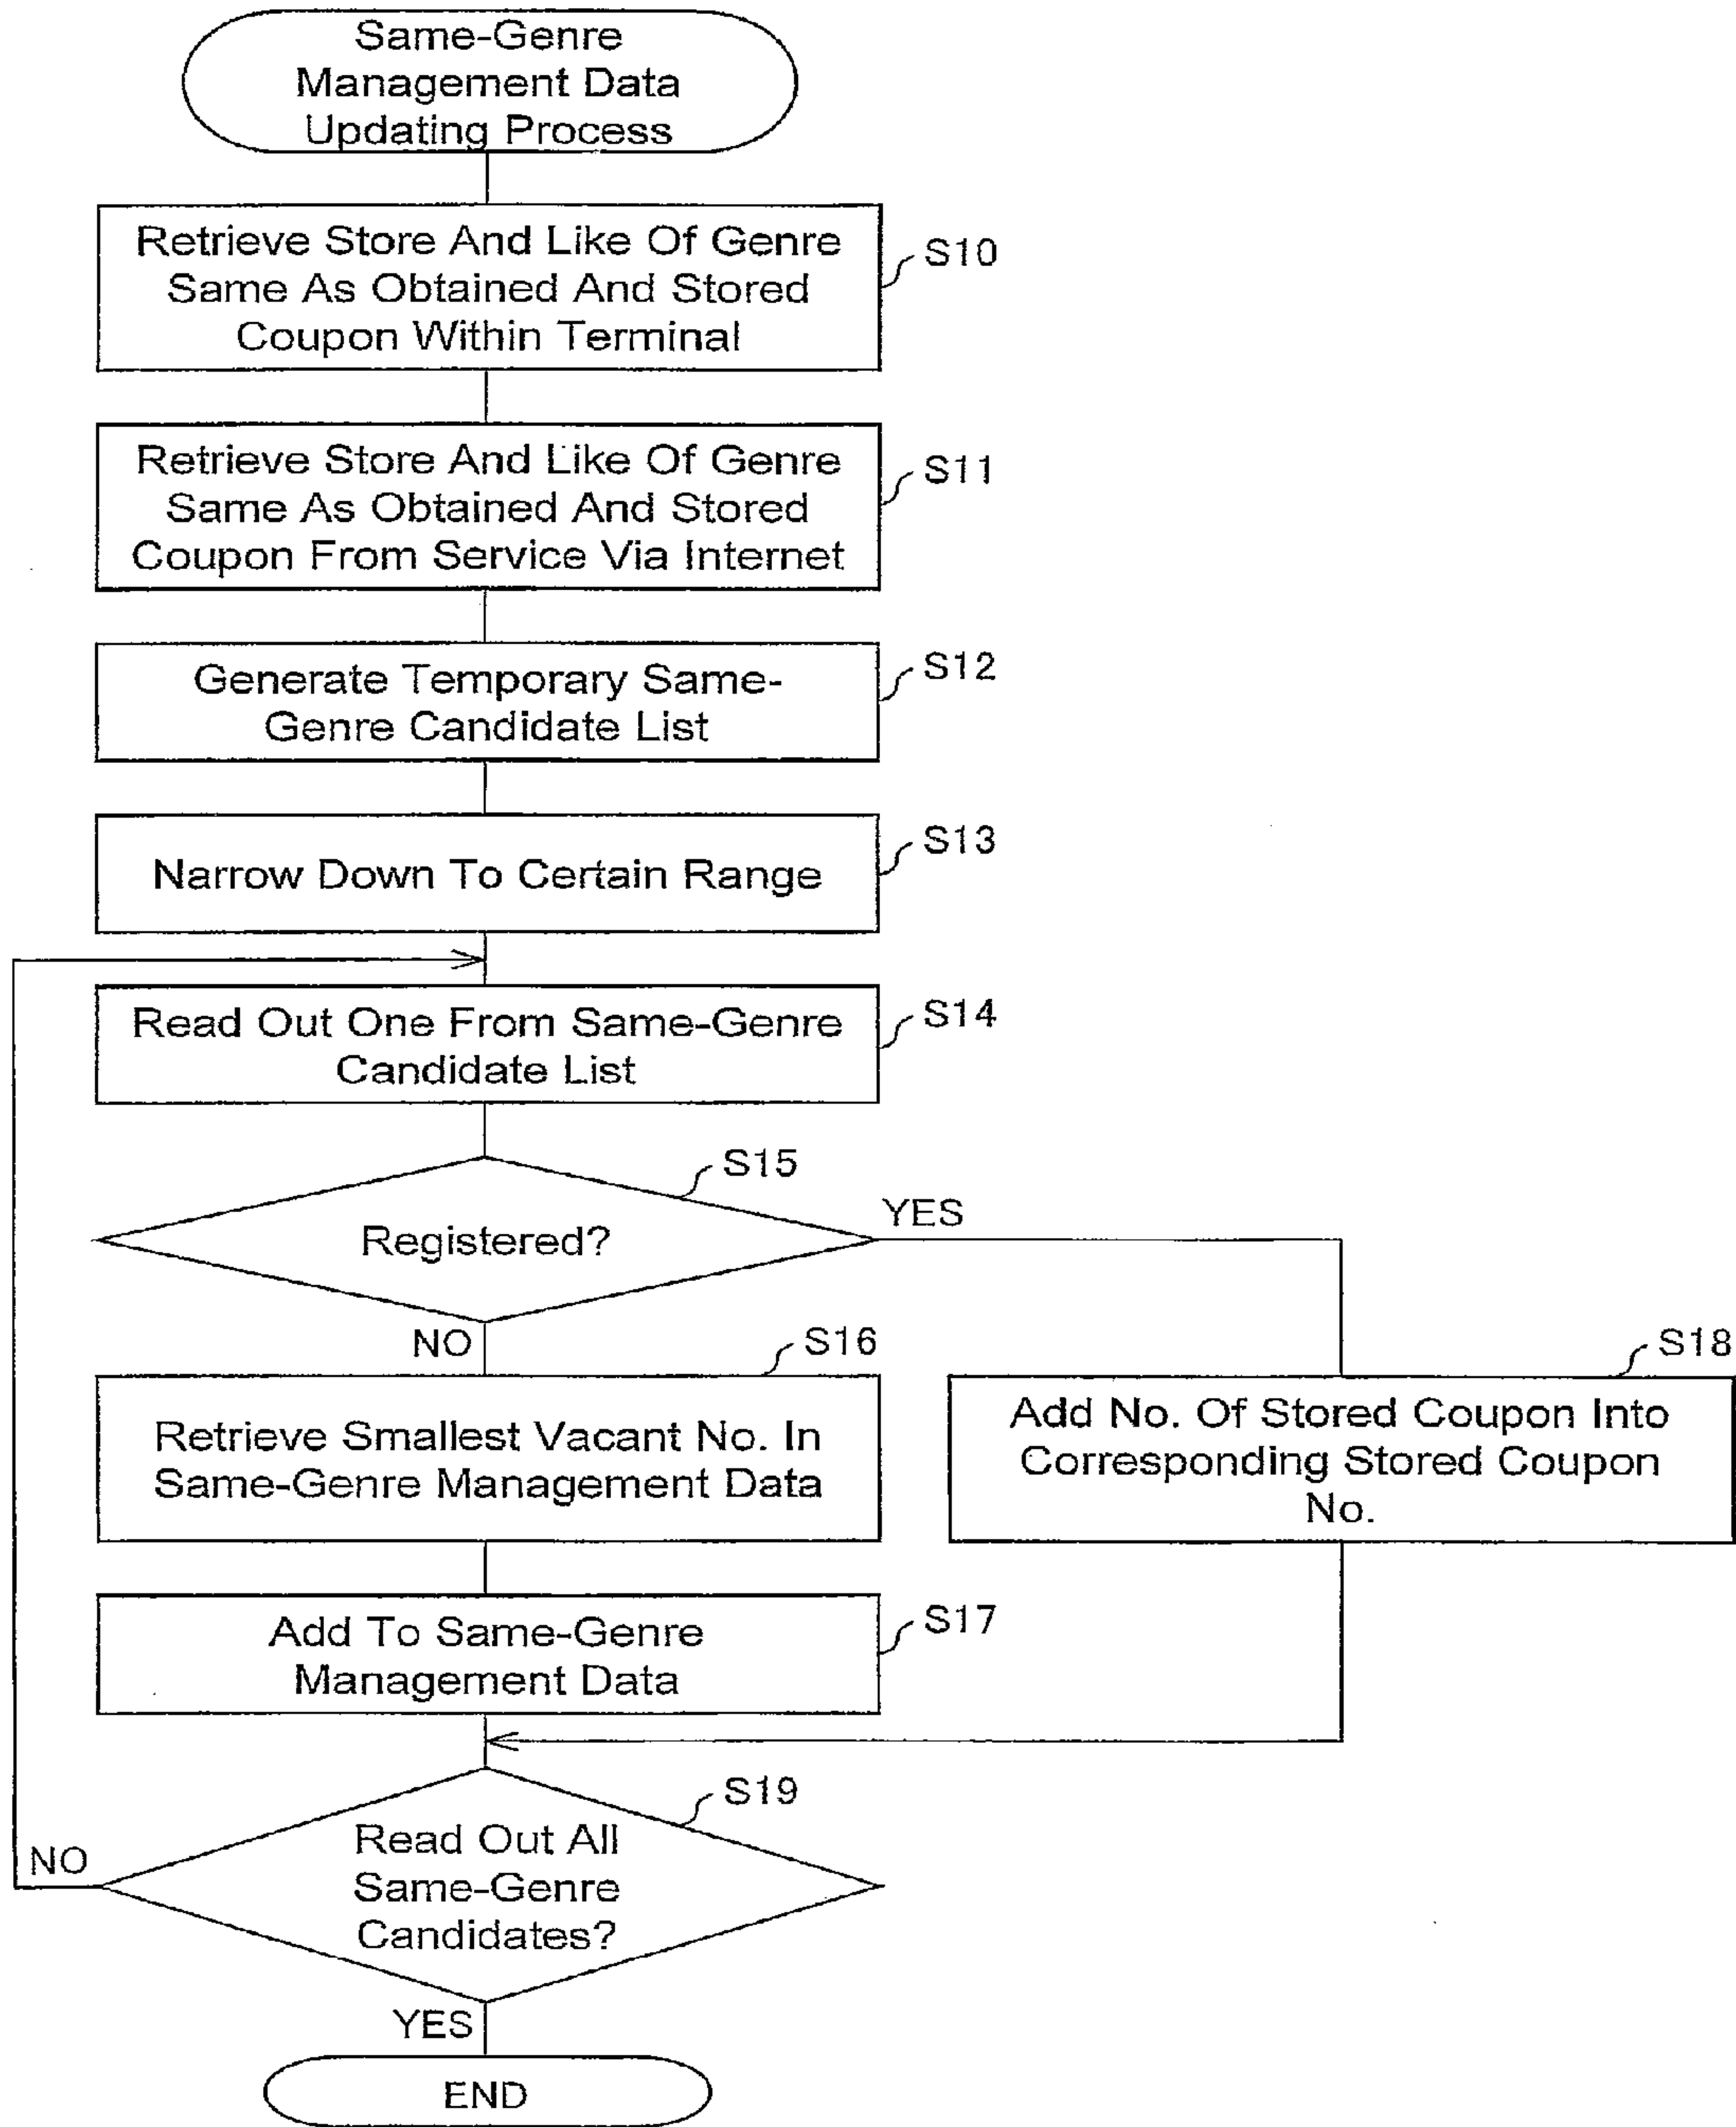 Same-Genre
Management Data
Updating Process
Retrieve Store And Like Of Genre
Same As Obtained And Stored
Coupon Within Terminal
S10
Retrieve Store And Like Of Genre
Same As Obtained And Stored
Coupon From Service Via Internet
S11
Generate Temporary Same-
Genre Candidate List
S12
Narrow Down To Certain Range
S13
Read Out One From Same-Genre
Candidate List
S14
S15
Registered?
YES
NO
S16
Retrieve Smallest Vacant No. In
Same-Genre Management Data
S18
Add No. Of Stored Coupon Into
Corresponding Stored Coupon
No.
Add To Same-Genre
Management Data
S17
S19
Read Out All
Same-Genre
Candidates?
NO
YES
END